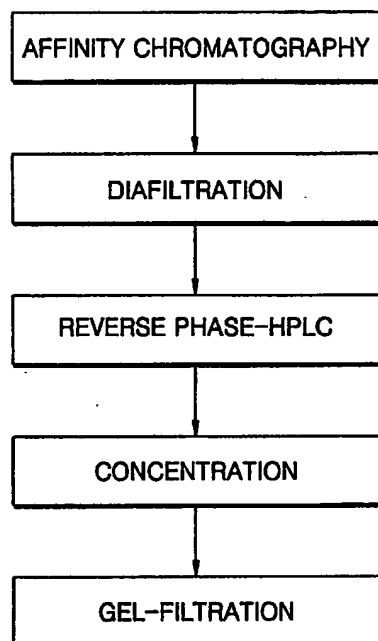 AFFINITY CHROMATOGRAPHY
DIAFILTRATION
REVERSE PHASE-HPLC
CONCENTRATION
GEL-FILTRATION